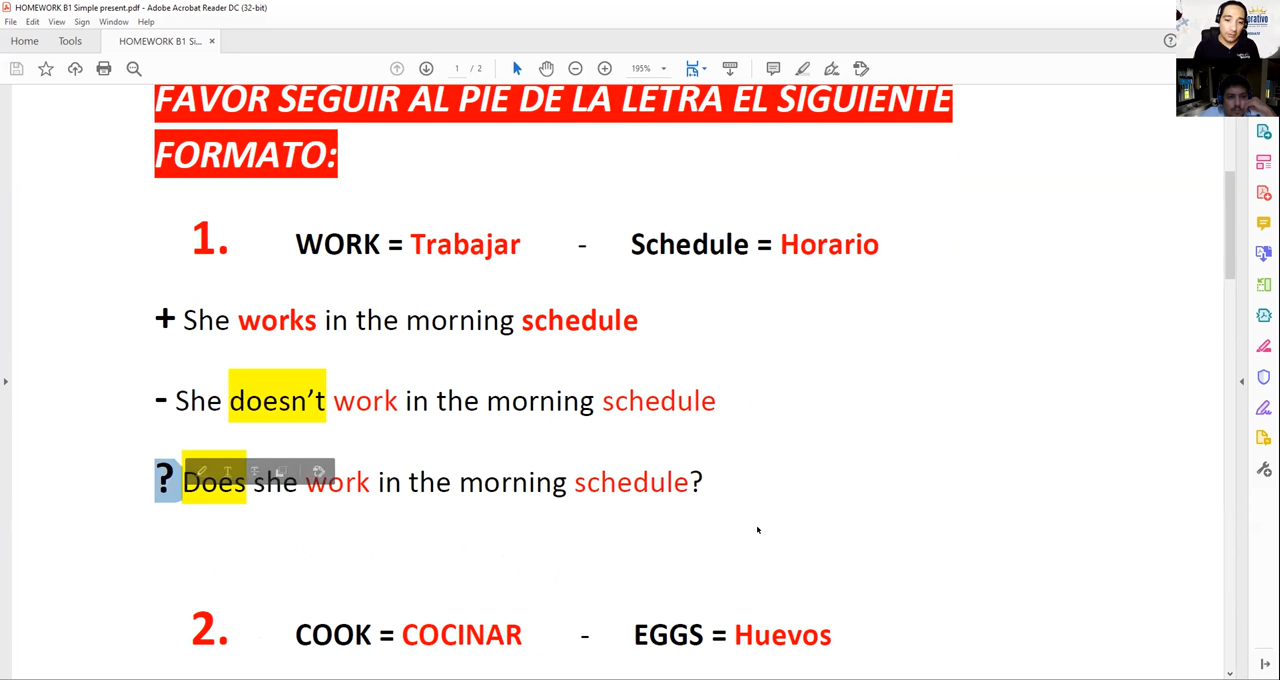 HOMEWORK B1 Simple present.pdf - Adobe Acrobat Reader DC (32-bit)
File Edit View Sign Window Help
Home Tools HOMEWORK B1 Si... ×
1 / 2 195%
FAVOR SEGUIR AL PIE DE LA LETRA EL SIGUIENTE
FORMATO:
1. WORK = Trabajar - Schedule = Horario
+ She works in the morning schedule
- She doesn’t work in the morning schedule
? Does she work in the morning schedule?
2. COOK = COCINAR - EGGS = Huevos